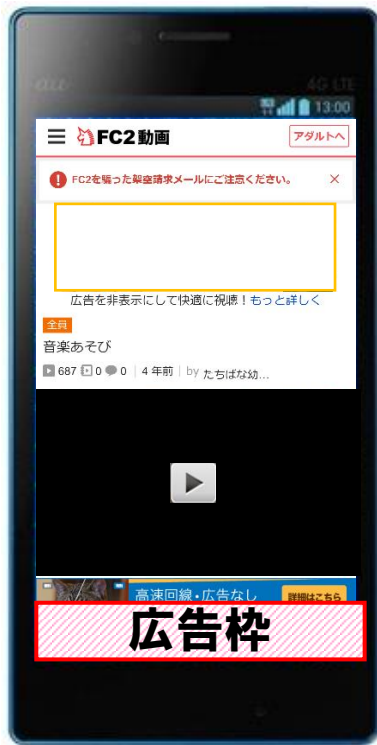 au
4G LTE
13:00
FC2動画
アダルトへ
FC2を騙った架空請求メールにご注意ください。
広告を非表示にして快適に視聴！もっと詳しく
全員
音楽あそび
687 0 0 4 年前 by たちばな幼...
高速回線・広告なし
詳細はこちら
広告枠